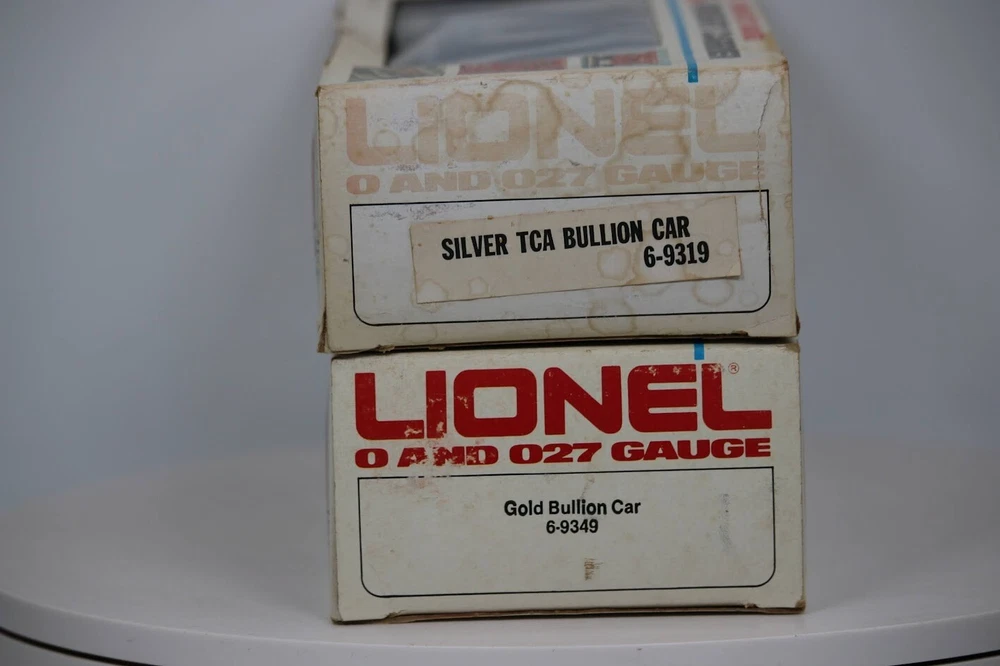 LIONEL
O AND O27 GAUGE
SILVER TCA BULLION CAR
6-9319
LIONEL®
O AND O27 GAUGE
Gold Bullion Car
6-9349